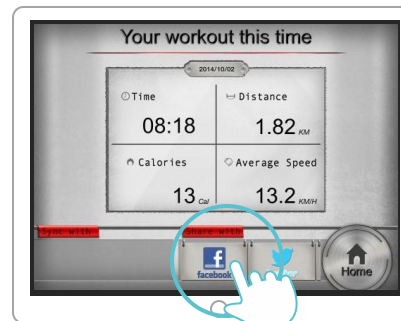 Your workout this time
2014/10/02
Time
Distance
08:18
1.82 KM
Calories
Average Speed
13 Cal
13.2 KM/H
Sync with
Share with
facebook
Home